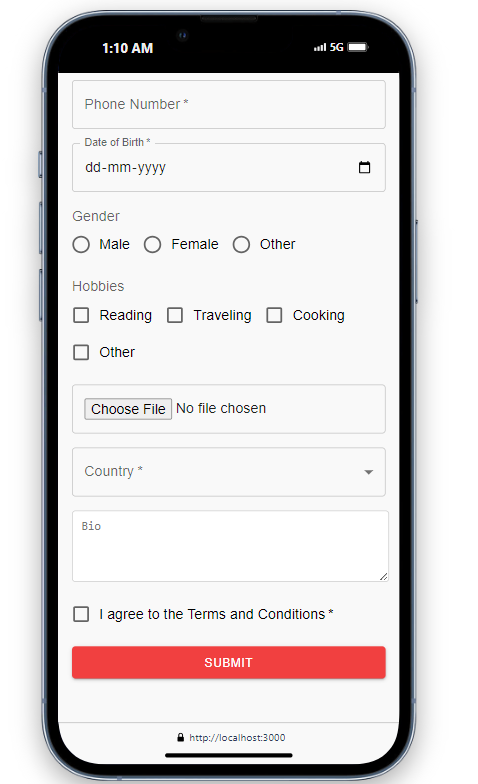 1:10 AM 5G
Phone Number *
Date of Birth *
dd-mm-yyyy
Gender
Male Female Other
Hobbies
Reading Traveling Cooking
Other
Choose File No file chosen
Country *
Bio
I agree to the Terms and Conditions *
SUBMIT
http://localhost:3000